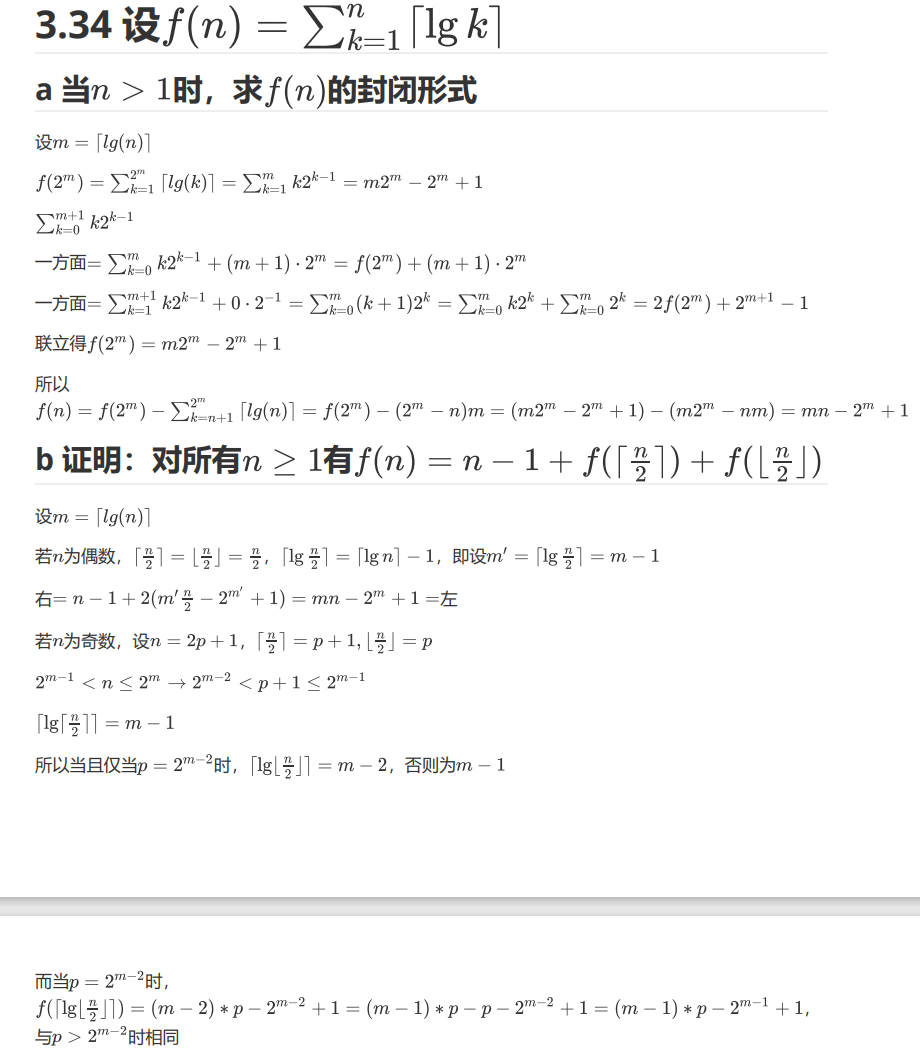 3.34 设$f(n) = \sum_{k=1}^{n} \lceil \lg k \rceil$
a 当$n > 1$时，求$f(n)$的封闭形式
设$m = \lceil lg(n) \rceil$
$f(2^m) = \sum_{k=1}^{2^m} \lceil lg(k) \rceil = \sum_{k=1}^{m} k2^{k-1} = m2^m - 2^m + 1$
$\sum_{k=0}^{m+1} k2^{k-1}$
一方面$= \sum_{k=0}^{m} k2^{k-1} + (m+1) \cdot 2^m = f(2^m) + (m+1) \cdot 2^m$
一方面$= \sum_{k=1}^{m+1} k2^{k-1} + 0 \cdot 2^{-1} = \sum_{k=0}^{m} (k+1)2^k = \sum_{k=0}^{m} k2^k + \sum_{k=0}^{m} 2^k = 2f(2^m) + 2^{m+1} - 1$
联立得$f(2^m) = m2^m - 2^m + 1$
所以
$f(n) = f(2^m) - \sum_{k=n+1}^{2^m} \lceil lg(n) \rceil = f(2^m) - (2^m - n)m = (m2^m - 2^m + 1) - (m2^m - nm) = mn - 2^m + 1$
b 证明：对所有$n \geq 1$有$f(n) = n - 1 + f(\lceil \frac{n}{2} \rceil) + f(\lfloor \frac{n}{2} \rfloor)$
设$m = \lceil lg(n) \rceil$
若$n$为偶数，$\lceil \frac{n}{2} \rceil = \lfloor \frac{n}{2} \rfloor = \frac{n}{2}$，$\lceil \lg \frac{n}{2} \rceil = \lceil \lg n \rceil - 1$，即设$m' = \lceil \lg \frac{n}{2} \rceil = m - 1$
右$= n - 1 + 2(m' \frac{n}{2} - 2^{m'} + 1) = mn - 2^m + 1 =$左
若$n$为奇数，设$n = 2p + 1$，$\lceil \frac{n}{2} \rceil = p + 1, \lfloor \frac{n}{2} \rfloor = p$
$2^{m-1} < n \leq 2^m \rightarrow 2^{m-2} < p + 1 \leq 2^{m-1}$
$\lceil \lg \lceil \frac{n}{2} \rceil \rceil = m - 1$
所以当且仅当$p = 2^{m-2}$时，$\lceil \lg \lfloor \frac{n}{2} \rfloor \rceil = m - 2$，否则为$m - 1$
而当$p = 2^{m-2}$时，
$f(\lceil \lg \lfloor \frac{n}{2} \rfloor \rceil) = (m-2) * p - 2^{m-2} + 1 = (m-1) * p - p - 2^{m-2} + 1 = (m-1) * p - 2^{m-1} + 1$，
与$p > 2^{m-2}$时相同